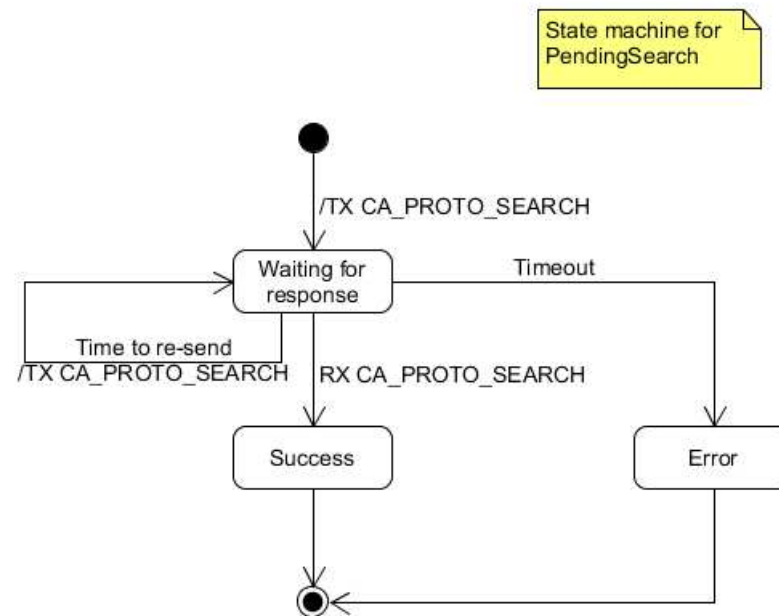 State machine for
PendingSearch
/TX CA_PROTO_SEARCH
Waiting for
response
Timeout
Time to re-send
/TX CA_PROTO_SEARCH
RX CA_PROTO_SEARCH
Success
Error